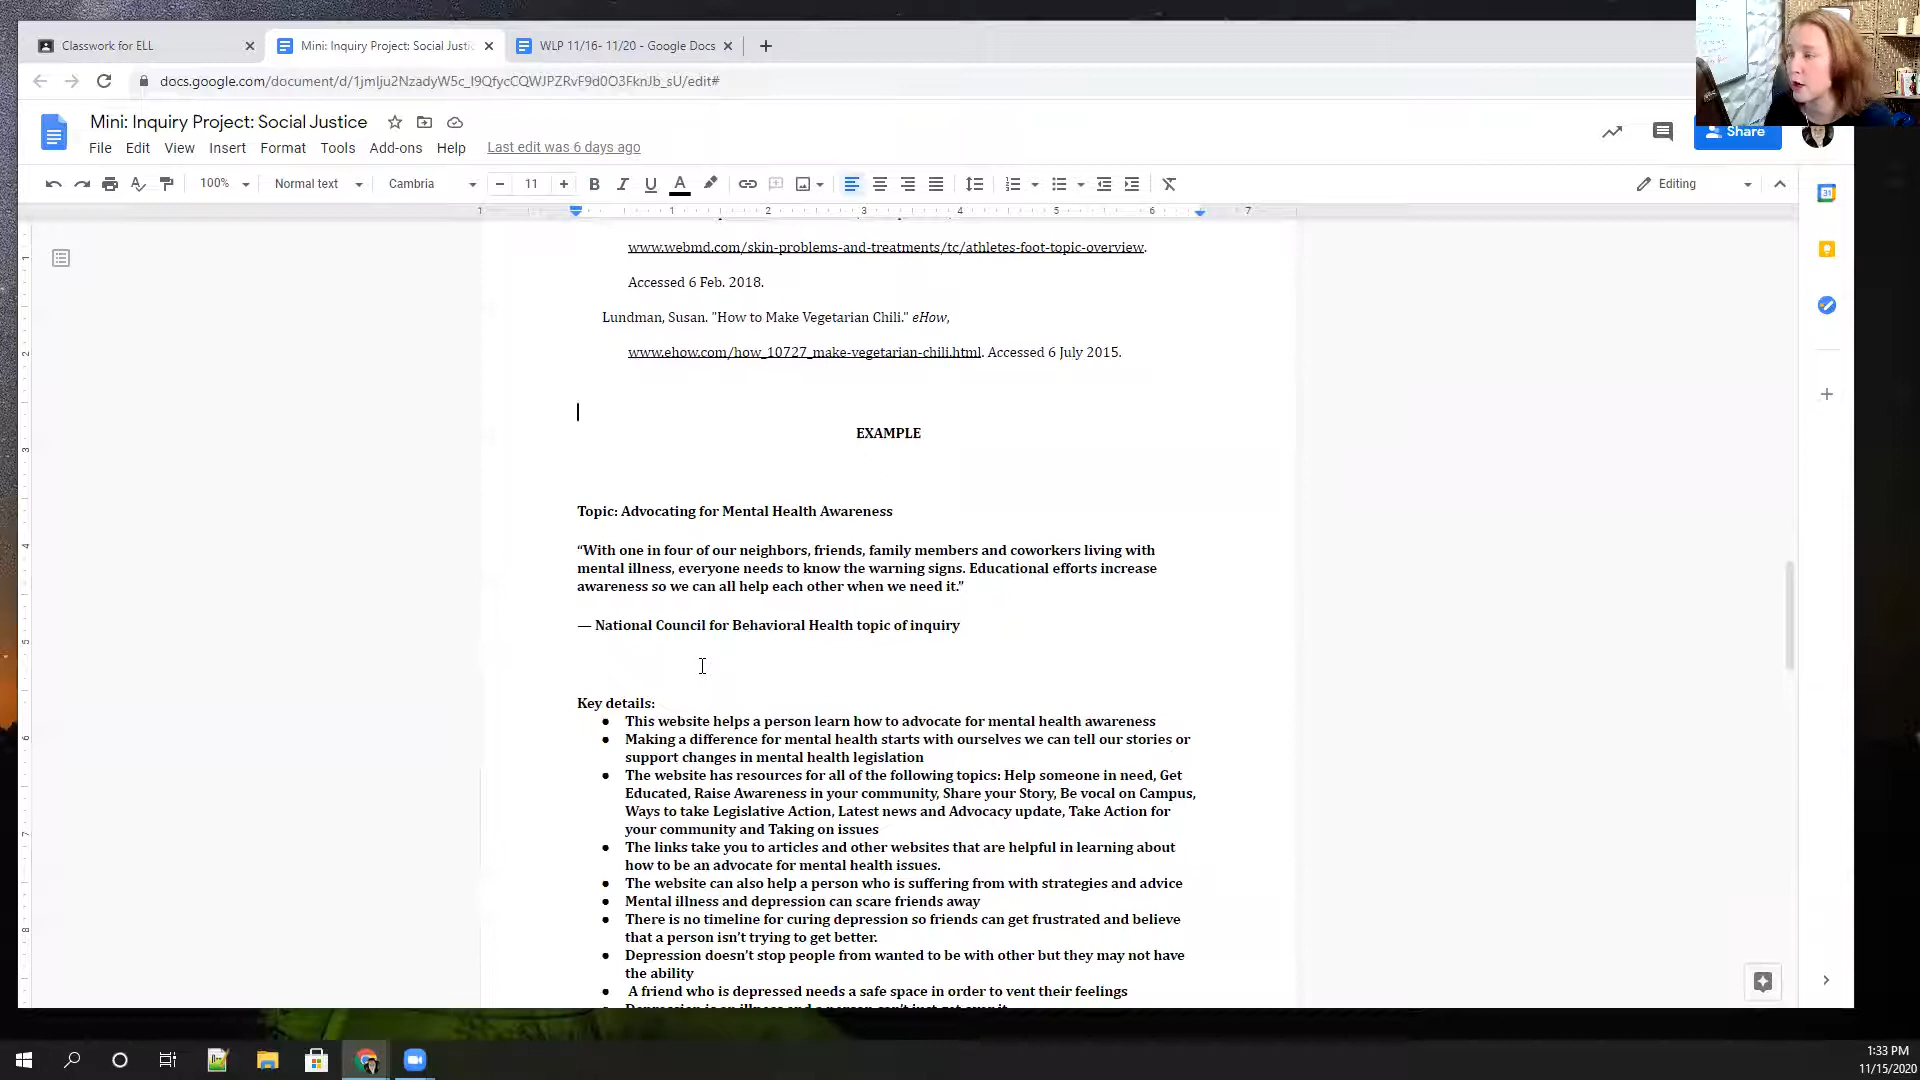 Classwork for ELL
Mini: Inquiry Project: Social Justic
WLP 11/16- 11/20 - Google Docs
docs.google.com/document/d/1jmlju2NzadyW5c_I9QfycCQWJPZRvF9d0O3FknJb_sU/edit#
Mini: Inquiry Project: Social Justice
File Edit View Insert Format Tools Add-ons Help Last edit was 6 days ago
Share
100% Normal text Cambria 11 Editing
1 1 2 3 4 5 6 7
www.webmd.com/skin-problems-and-treatments/tc/athletes-foot-topic-overview.
Accessed 6 Feb. 2018.
Lundman, Susan. "How to Make Vegetarian Chili." eHow,
www.ehow.com/how_10727_make-vegetarian-chili.html. Accessed 6 July 2015.
EXAMPLE
Topic: Advocating for Mental Health Awareness
“With one in four of our neighbors, friends, family members and coworkers living with
mental illness, everyone needs to know the warning signs. Educational efforts increase
awareness so we can all help each other when we need it.”
— National Council for Behavioral Health topic of inquiry
Key details:
● This website helps a person learn how to advocate for mental health awareness
● Making a difference for mental health starts with ourselves we can tell our stories or
support changes in mental health legislation
● The website has resources for all of the following topics: Help someone in need, Get
Educated, Raise Awareness in your community, Share your Story, Be vocal on Campus,
Ways to take Legislative Action, Latest news and Advocacy update, Take Action for
your community and Taking on issues
● The links take you to articles and other websites that are helpful in learning about
how to be an advocate for mental health issues.
● The website can also help a person who is suffering from with strategies and advice
● Mental illness and depression can scare friends away
● There is no timeline for curing depression so friends can get frustrated and believe
that a person isn’t trying to get better.
● Depression doesn’t stop people from wanted to be with other but they may not have
the ability
● A friend who is depressed needs a safe space in order to vent their feelings
1:33 PM
11/15/2020